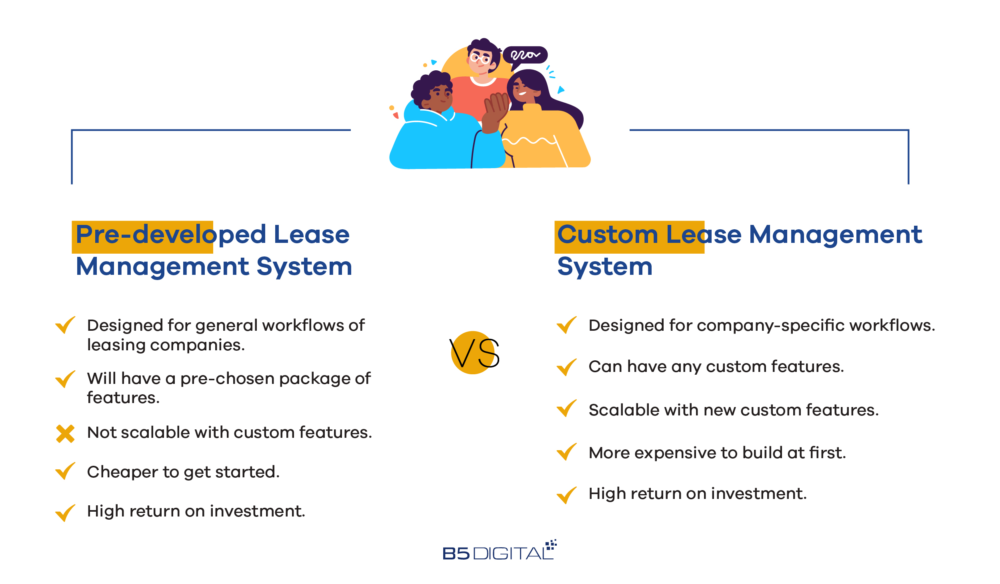 Pre-developed Lease
Management System
Designed for general workflows of
leasing companies.
Will have a pre-chosen package of
features.
Not scalable with custom features.
Cheaper to get started.
High return on investment.
VS
Custom Lease Management
System
Designed for company-specific workflows.
Can have any custom features.
Scalable with new custom features.
More expensive to build at first.
High return on investment.
B5 DIGITAL